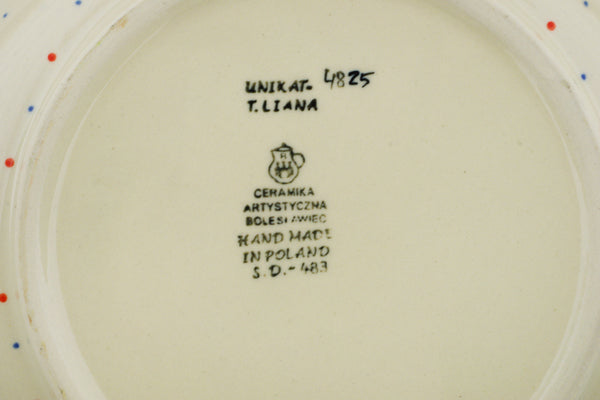 UNIKAT- 4825
T. LIANA
CERAMIKA
ARTYSTYCZNA
BOLESŁAWIEC
HAND MADE
IN POLAND
S.D.-483